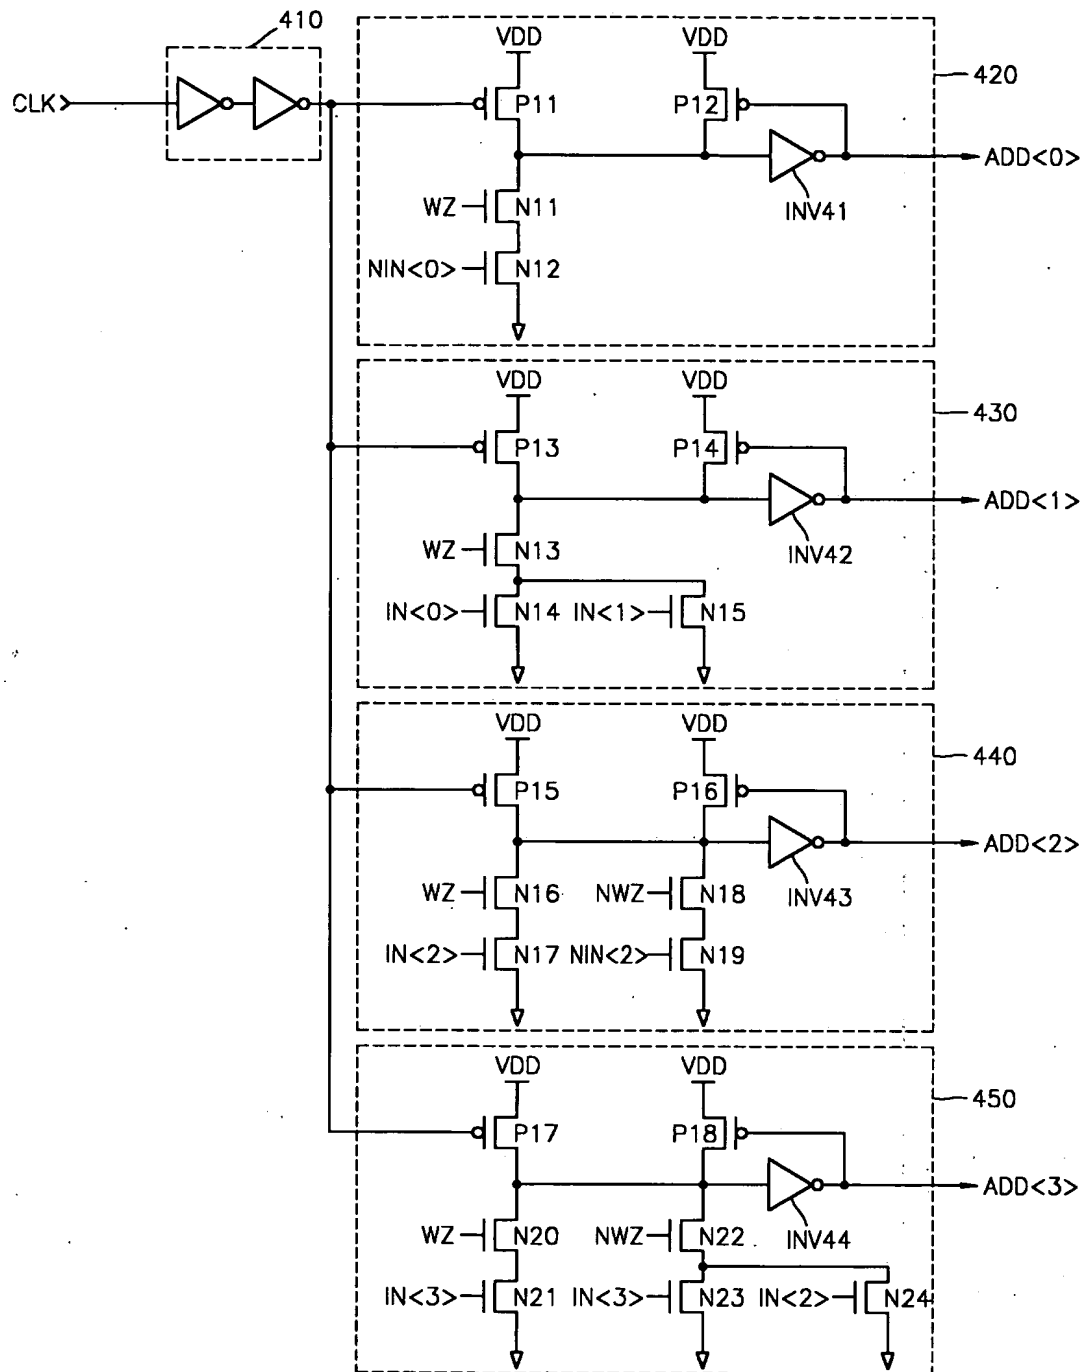 410
VDD
VDD
420
CLK
P11
P12
ADD<0>
INV41
WZ
N11
NIN<0>
N12
VDD
VDD
430
P13
P14
ADD<1>
INV42
WZ
N13
IN<0>
N14
IN<1>
N15
VDD
VDD
440
P15
P16
ADD<2>
INV43
WZ
N16
NWZ
N18
IN<2>
N17
NIN<2>
N19
VDD
VDD
450
P17
P18
ADD<3>
INV44
WZ
N20
NWZ
N22
IN<3>
N21
IN<3>
N23
IN<2>
N24